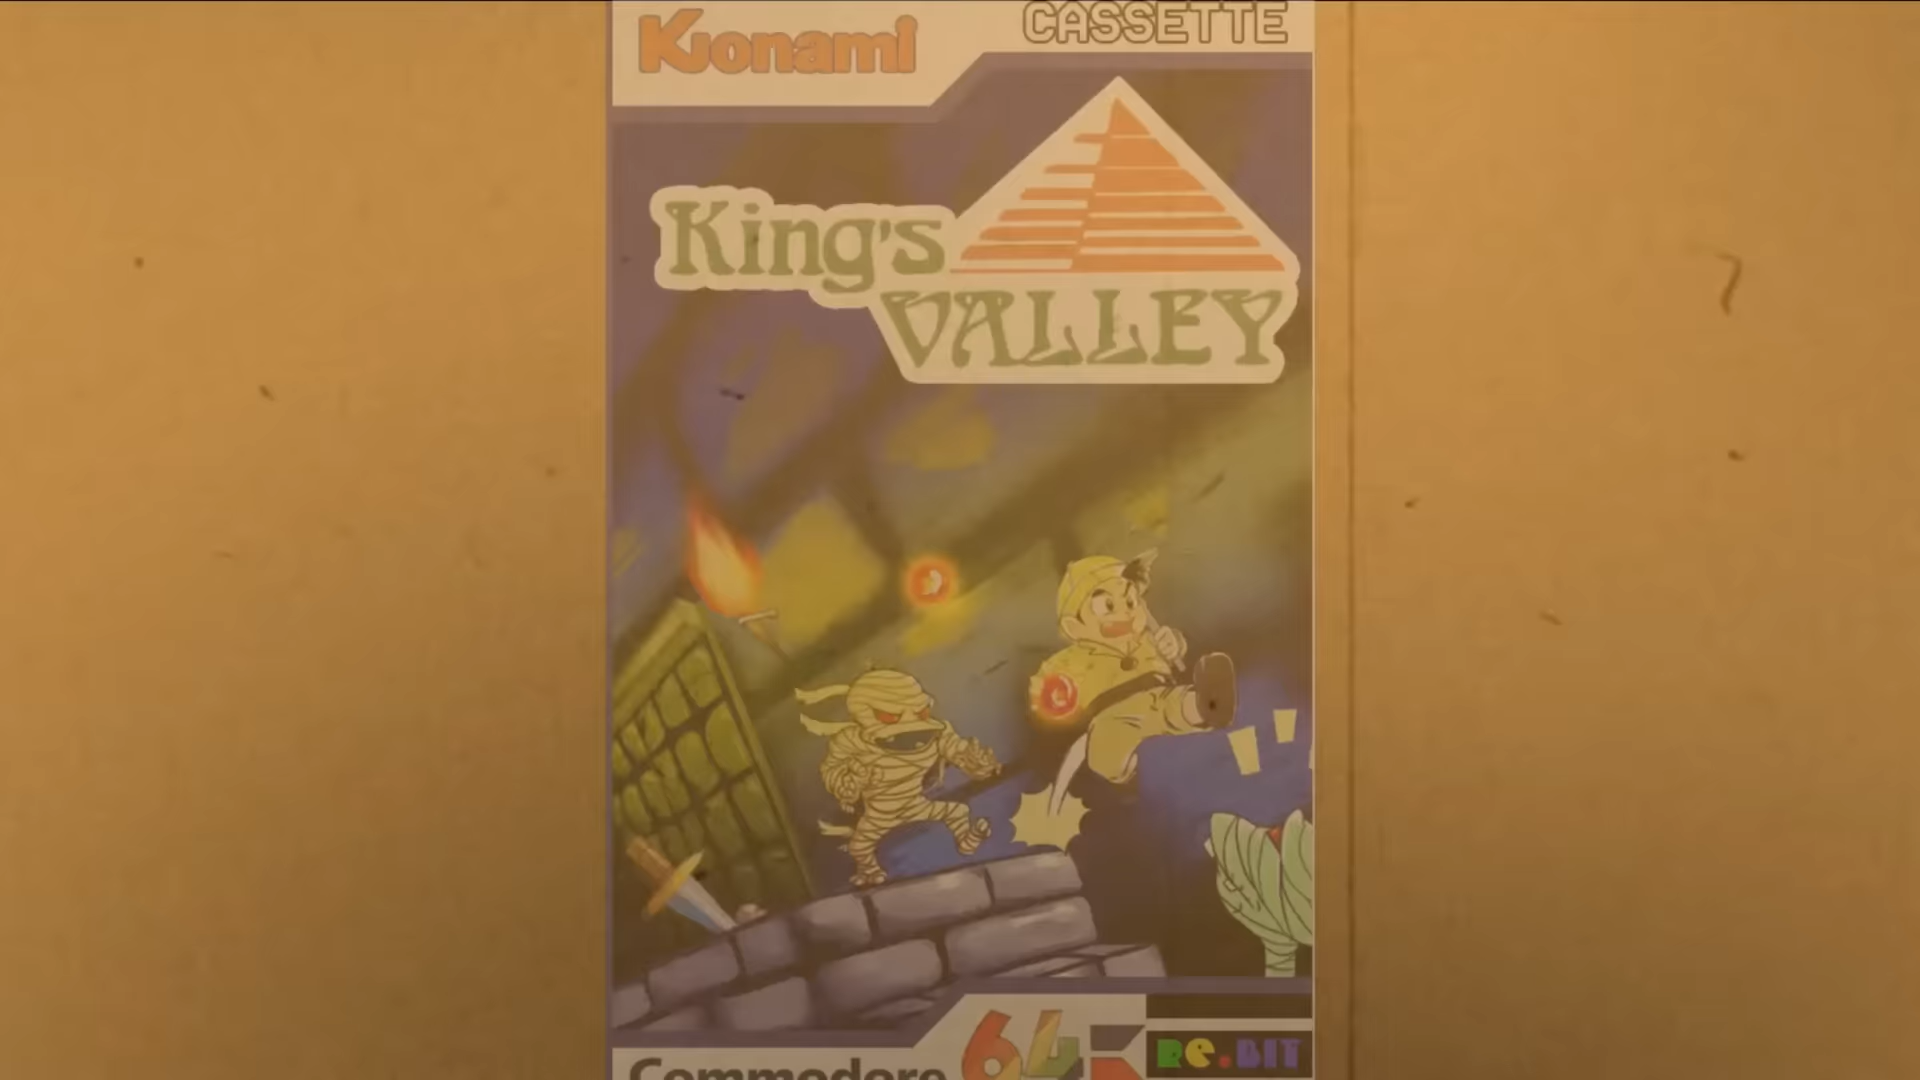 Konami
CASSETTE
King's
VALLEY
Commodore
64
Re.BIT